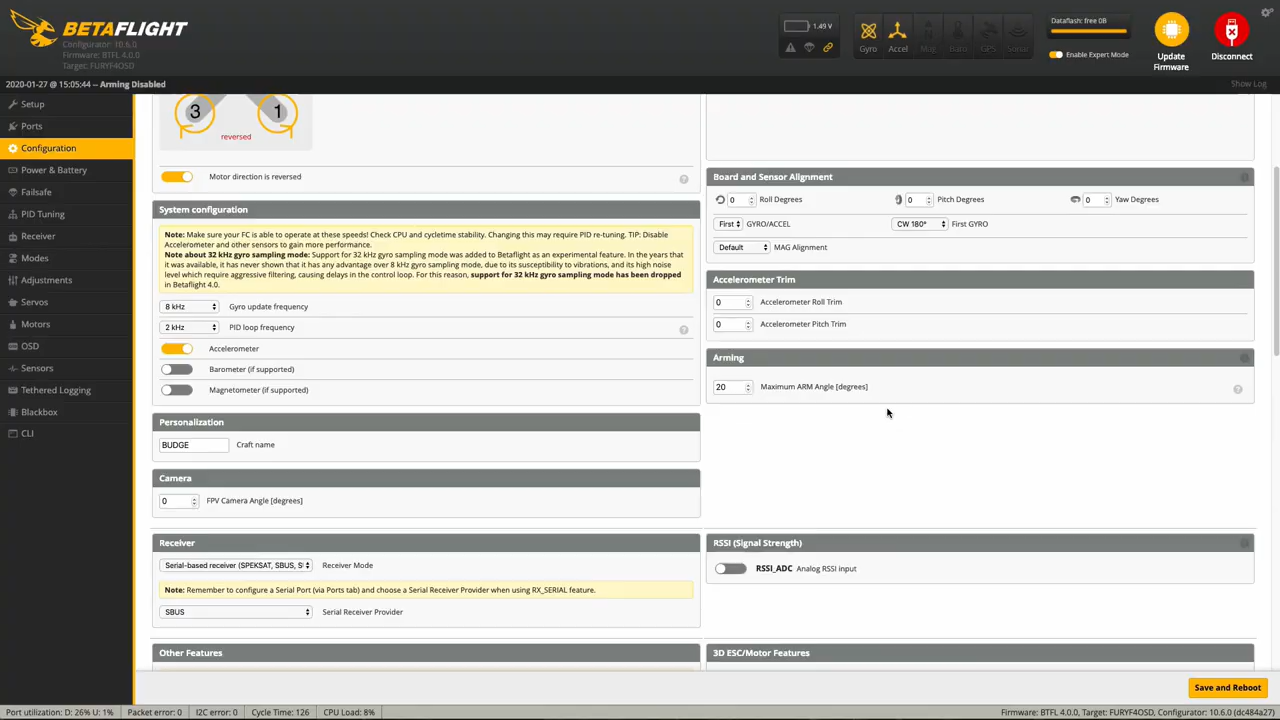 BETAFLIGHT
Configurator: 10.6.0
Firmware: BTFL 4.0.0
Target: FURYF4OSD
1.49 V
Gyro
Accel
Mag
Baro
GPS
Sonar
Dataflash: free 0B
Enable Expert Mode
Update
Firmware
Disconnect
2020-01-27 @ 15:05:44 -- Arming Disabled
Show Log
Setup
Ports
Configuration
Power & Battery
Failsafe
PID Tuning
Receiver
Modes
Adjustments
Servos
Motors
OSD
Sensors
Tethered Logging
Blackbox
CLI
3
1
reversed
Motor direction is reversed
System configuration
Note: Make sure your FC is able to operate at these speeds! Check CPU and cycletime stability. Changing this may require PID re-tuning. TIP: Disable
Accelerometer and other sensors to gain more performance.
Note about 32 kHz gyro sampling mode: Support for 32 kHz gyro sampling mode was added to Betaflight as an experimental feature. In the years that
it was available, it has never shown that it has any advantage over 8 kHz gyro sampling mode, due to its susceptibility to vibrations, and its high noise
level which require aggressive filtering, causing delays in the control loop. For this reason, support for 32 kHz gyro sampling mode has been dropped
in Betaflight 4.0.
8 kHz Gyro update frequency
2 kHz PID loop frequency
Accelerometer
Barometer (if supported)
Magnetometer (if supported)
Personalization
BUDGE Craft name
Camera
0 FPV Camera Angle [degrees]
Board and Sensor Alignment
0 Roll Degrees 0 Pitch Degrees 0 Yaw Degrees
First GYRO/ACCEL CW 180° First GYRO
Default MAG Alignment
Accelerometer Trim
0 Accelerometer Roll Trim
0 Accelerometer Pitch Trim
Arming
20 Maximum ARM Angle [degrees]
Receiver
Serial-based receiver (SPEKSAT, SBUS, S Receiver Mode
Note: Remember to configure a Serial Port (via Ports tab) and choose a Serial Receiver Provider when using RX_SERIAL feature.
SBUS Serial Receiver Provider
RSSI (Signal Strength)
RSSI_ADC Analog RSSI input
Other Features
3D ESC/Motor Features
Save and Reboot
Port utilization: D: 26% U: 1% Packet error: 0 I2C error: 0 Cycle Time: 126 CPU Load: 8%
Firmware: BTFL 4.0.0, Target: FURYF4OSD, Configurator: 10.6.0 (dc484a27)